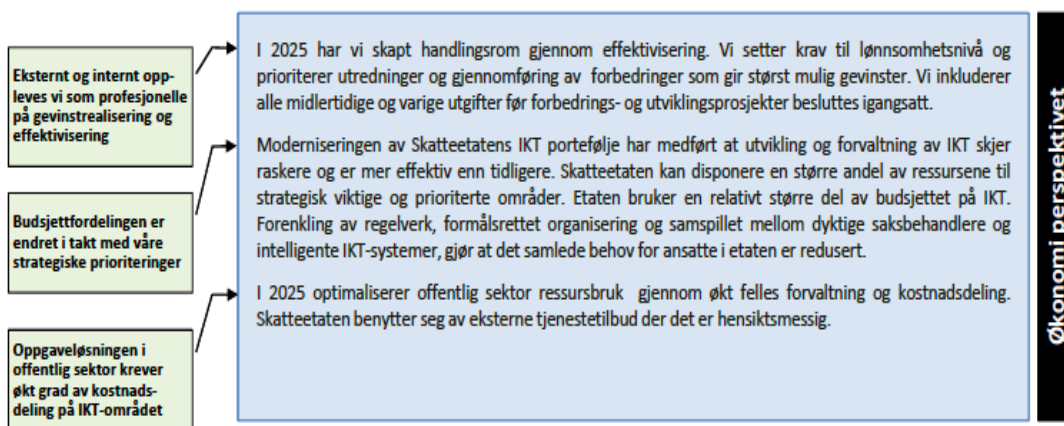 Eksternt og internt opp-
leves vi som profesjonelle
på gevinstrealisering og
effektivisering
I 2025 har vi skapt handlingsrom gjennom effektivisering. Vi setter krav til lønnsomhetsnivå og
prioriterer utredninger og gjennomføring av forbedringer som gir størst mulig gevinster. Vi inkluderer
alle midlertidige og varige utgifter før forbedrings- og utviklingsprosjekter besluttes igangsatt.
Budsjettfordelingen er
endret i takt med våre
strategiske prioriteringer
Moderniseringen av Skatteetatens IKT portefølje har medført at utvikling og forvaltning av IKT skjer
raskere og er mer effektiv enn tidligere. Skatteetaten kan disponere en større andel av ressursene til
strategisk viktige og prioriterte områder. Etaten bruker en relativt større del av budsjettet på IKT.
Forenkling av regelverk, formålsrettet organisering og samspillet mellom dyktige saksbehandlere og
intelligente IKT-systemer, gjør at det samlede behov for ansatte i etaten er redusert.
Oppgaveløsningen i
offentlig sektor krever
økt grad av kostnads-
deling på IKT-området
I 2025 optimaliserer offentlig sektor ressursbruk gjennom økt felles forvaltning og kostnadsdeling.
Skatteetaten benytter seg av eksterne tjenestetilbud der det er hensiktsmessig.
Økonomi perspektivet